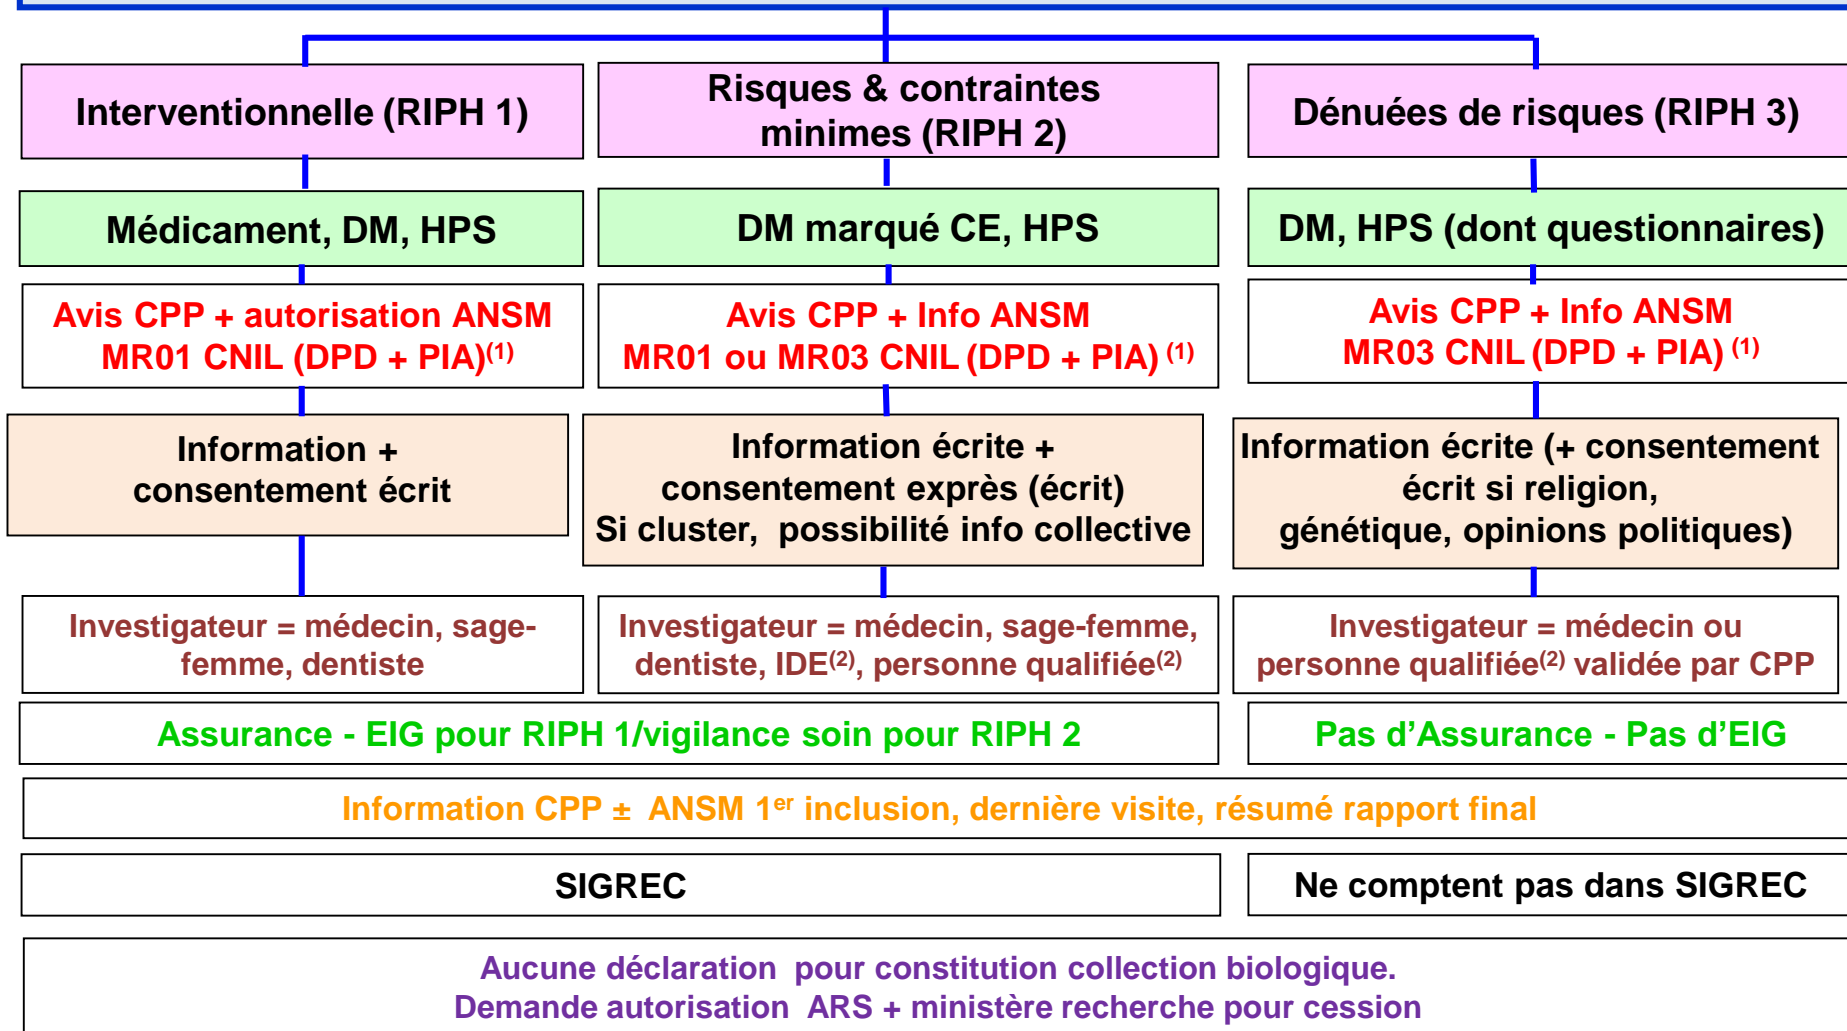 Interventionnelle (RIPH 1)
Risques & contraintes
minimes (RIPH 2)
Dénuées de risques (RIPH 3)
Médicament, DM, HPS
DM marqué CE, HPS
DM, HPS (dont questionnaires)
Avis CPP + autorisation ANSM
MR01 CNIL (DPD + PIA)(1)
Avis CPP + Info ANSM
MR01 ou MR03 CNIL (DPD + PIA) (1)
Avis CPP + Info ANSM
MR03 CNIL (DPD + PIA) (1)
Information +
consentement écrit
Information écrite +
consentement exprès (écrit)
Si cluster, possibilité info collective
Information écrite (+ consentement
écrit si religion,
génétique, opinions politiques)
Investigateur = médecin, sage-
femme, dentiste
Investigateur = médecin, sage-femme,
dentiste, IDE(2), personne qualifiée(2)
Investigateur = médecin ou
personne qualifiée(2) validée par CPP
Assurance - EIG pour RIPH 1/vigilance soin pour RIPH 2
Pas d'Assurance - Pas d'EIG
Information CPP ± ANSM 1er inclusion, dernière visite, résumé rapport final
SIGREC
Ne comptent pas dans SIGREC
Aucune déclaration pour constitution collection biologique.
Demande autorisation ARS + ministère recherche pour cession